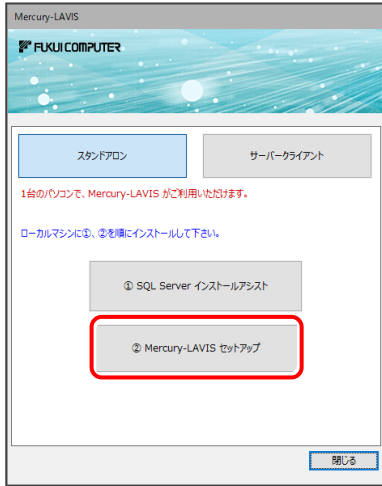 Mercury-LAVIS
FUKUI COMPUTER
スタンドアロン
サーバークライアント
1台のパソコンで、Mercury-LAVIS がご利用いただけます。
ローカルマシンに①、②を順にインストールして下さい。
① SQL Server インストールアシスト
② Mercury-LAVIS セットアップ
閉じる